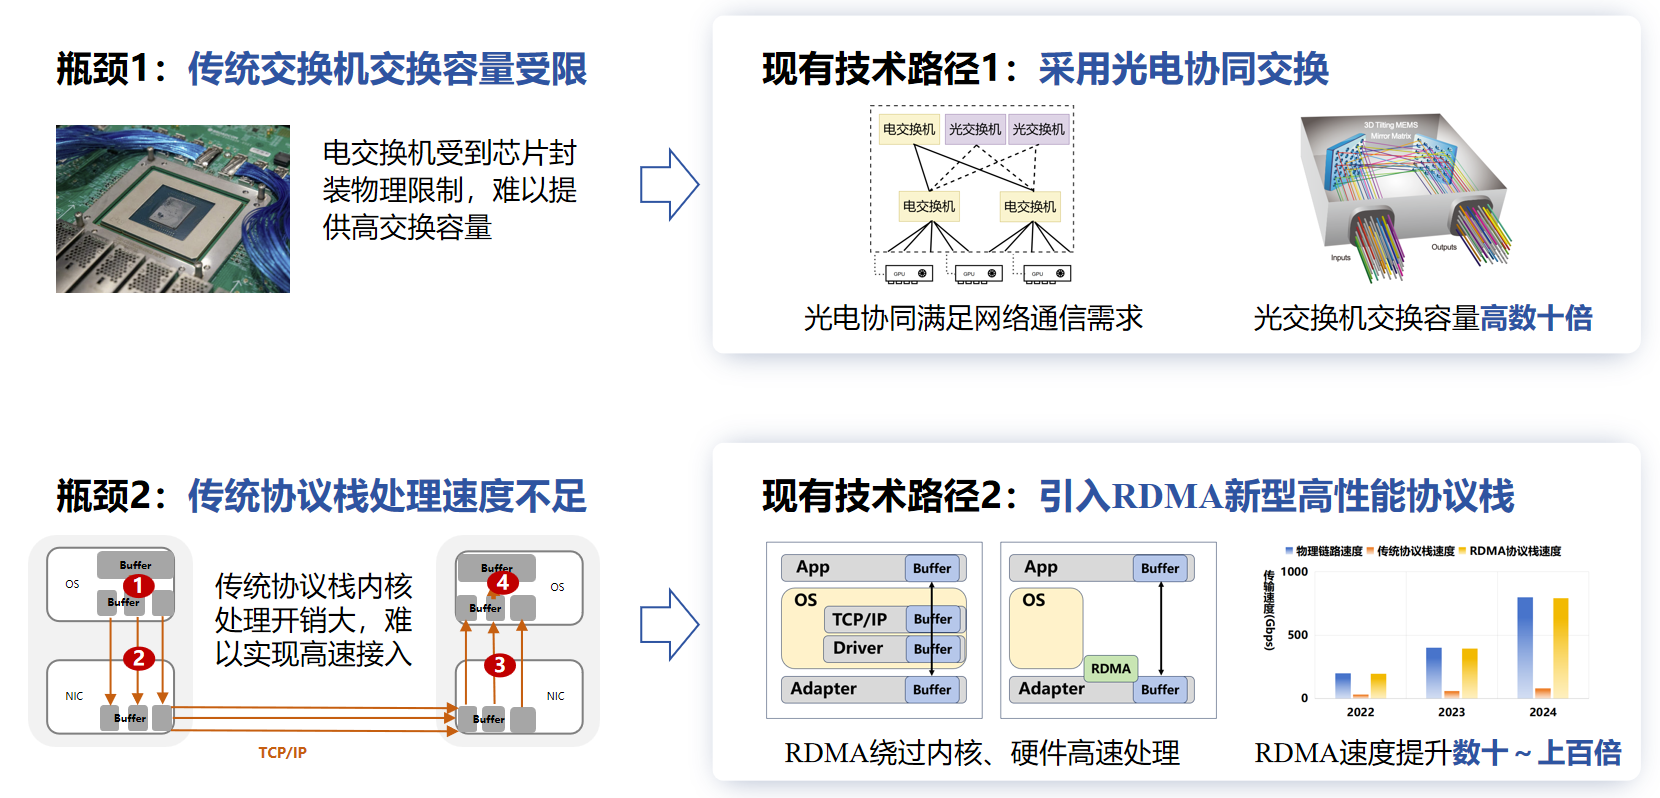 瓶颈1：传统交换机交换容量受限
电交换机受到芯片封
装物理限制，难以提
供高交换容量
现有技术路径1：采用光电协同交换
电交换机 光交换机 光交换机
电交换机 电交换机
GPU GPU GPU
光电协同满足网络通信需求
3D Tilting MEMS
Mirror Matrix
Inputs
Outputs
光交换机交换容量高数十倍
瓶颈2：传统协议栈处理速度不足
OS
Buffer
1
Buffer
2
NIC
Buffer
传统协议栈内核
处理开销大，难
以实现高速接入
Buffer
4
OS
Buffer
3
NIC
Buffer
TCP/IP
现有技术路径2：引入RDMA新型高性能协议栈
App Buffer
OS
TCP/IP Buffer
Driver Buffer
Adapter Buffer
App Buffer
OS
RDMA
Adapter Buffer
RDMA绕过内核、硬件高速处理
物理链路速度 传统协议栈速度 RDMA协议栈速度
传输速度(Gbps)
1000
500
0
2022 2023 2024
RDMA速度提升数十～上百倍